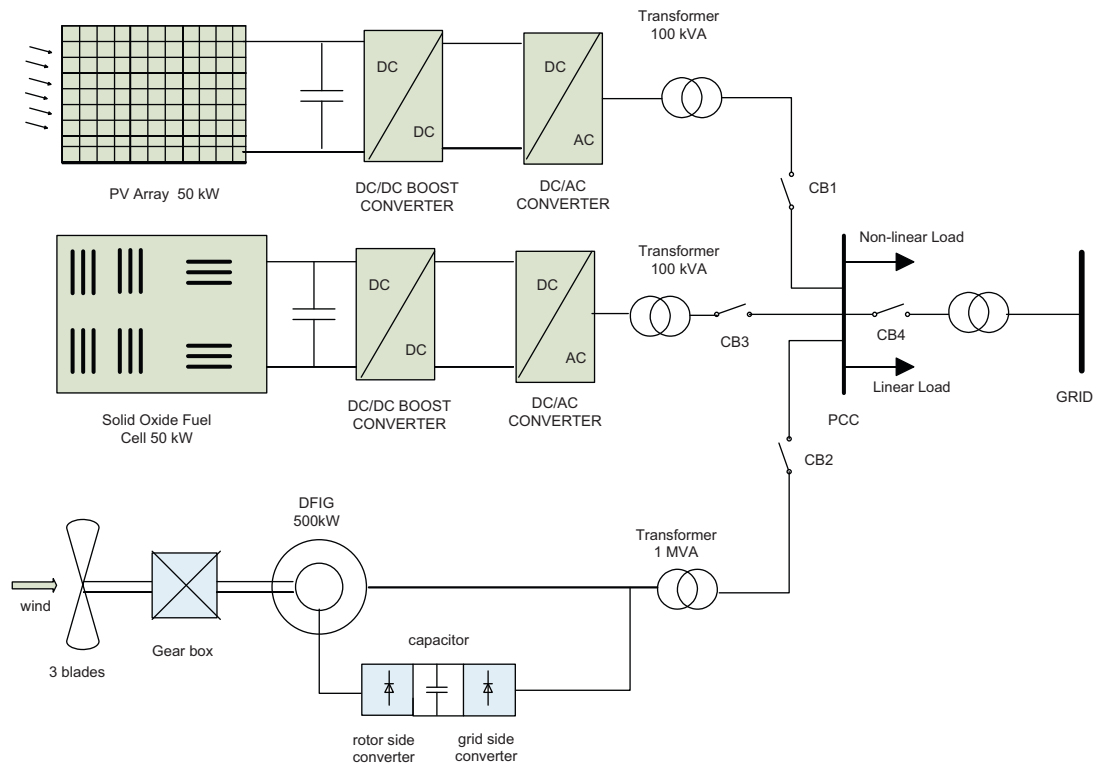 Transformer
100 kVA
DC
DC
DC
AC
PV Array 50 kW
DC/DC BOOST
CONVERTER
DC/AC
CONVERTER
CB1
Transformer
100 kVA
Non-linear Load
DC
DC
DC
AC
CB3
CB4
Linear Load
GRID
PCC
Solid Oxide Fuel
Cell 50 kW
DC/DC BOOST
CONVERTER
DC/AC
CONVERTER
CB2
DFIG
500kW
Transformer
1 MVA
wind
Gear box
3 blades
capacitor
rotor side
converter
grid side
converter